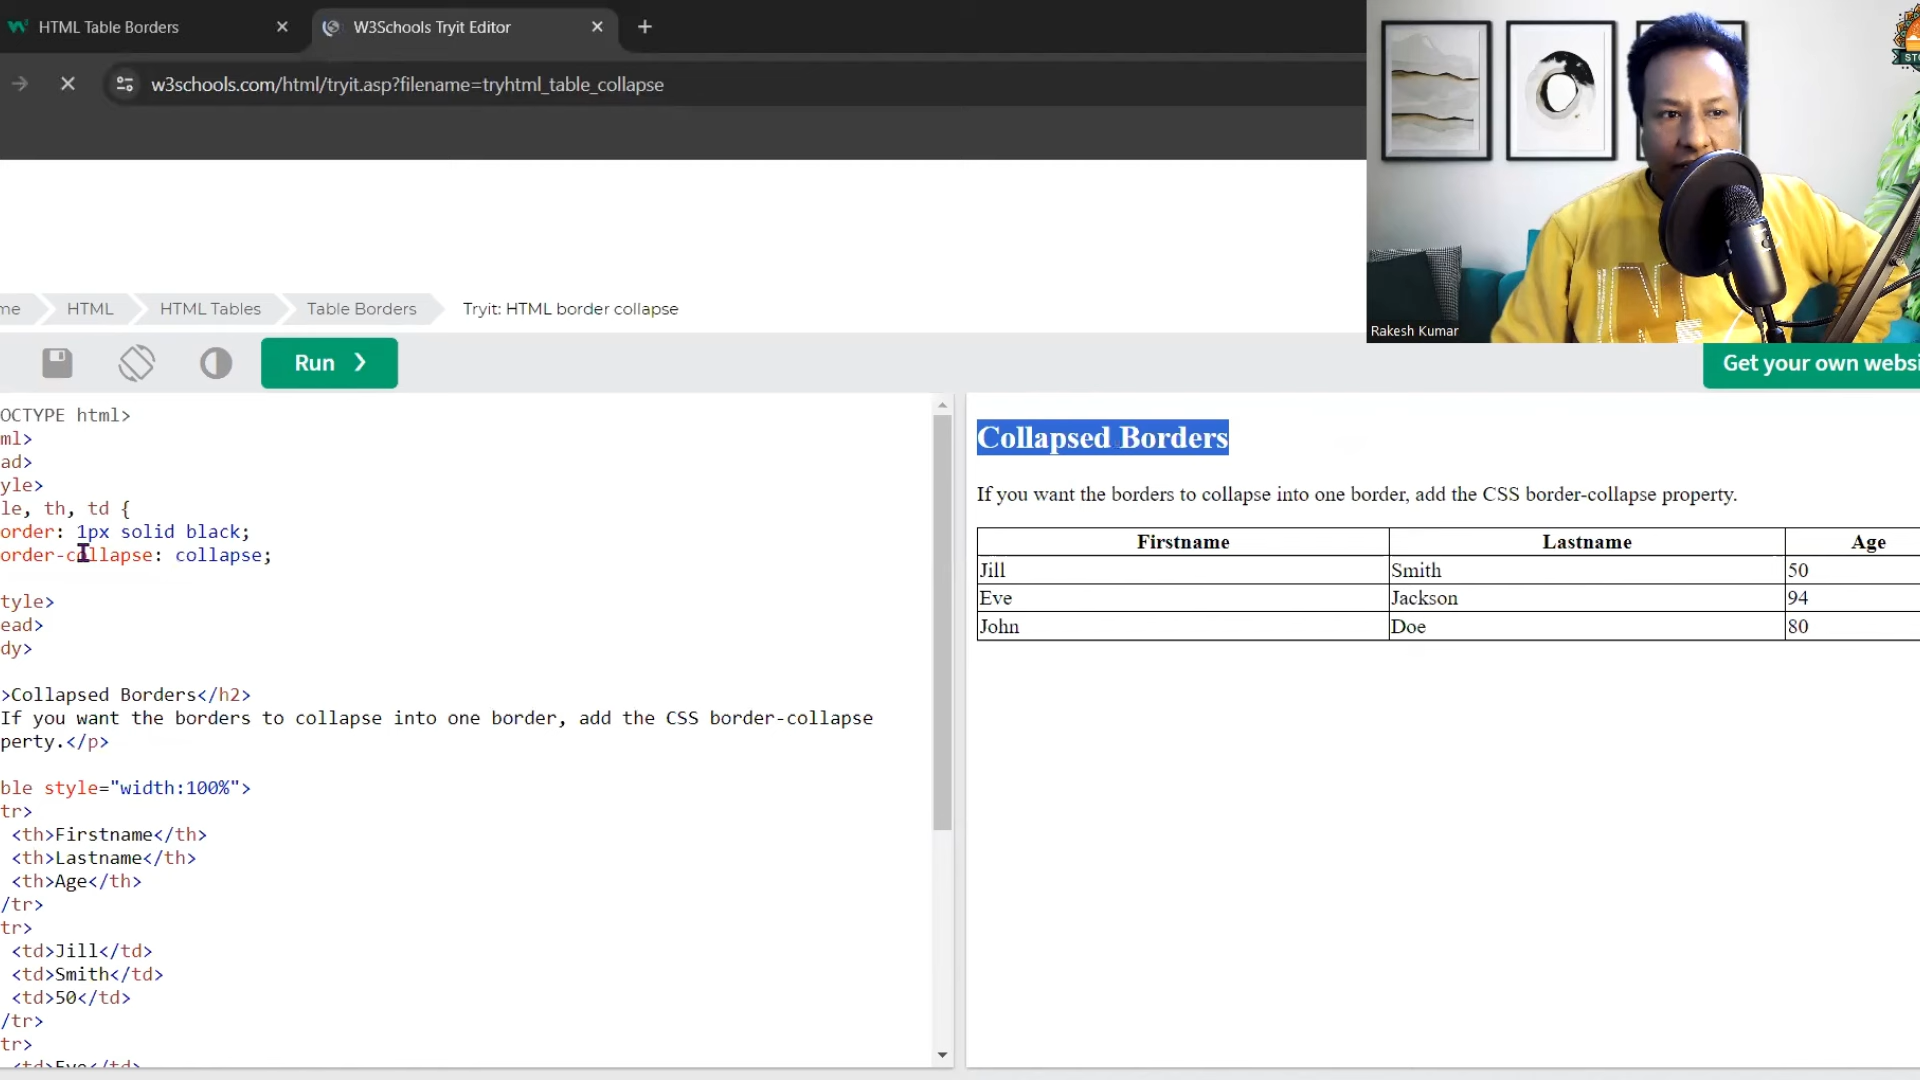 HTML Table Borders
W3Schools Tryit Editor
w3schools.com/html/tryit.asp?filename=tryhtml_table_collapse
me
HTML
HTML Tables
Table Borders
Tryit: HTML border collapse
Run ❯
Get your own websi
OCTYPE html>
ml>
ad>
yle>
le, th, td {
order: 1px solid black;
order-collapse: collapse;
tyle>
ead>
dy>
>Collapsed Borders</h2>
If you want the borders to collapse into one border, add the CSS border-collapse
perty.</p>
ble style="width:100%">
tr>
<th>Firstname</th>
<th>Lastname</th>
<th>Age</th>
/tr>
tr>
<td>Jill</td>
<td>Smith</td>
<td>50</td>
/tr>
tr>
<td>Eve</td>
Collapsed Borders
If you want the borders to collapse into one border, add the CSS border-collapse property.
Firstname Lastname Age
Jill Smith 50
Eve Jackson 94
John Doe 80
Rakesh Kumar
N
STO